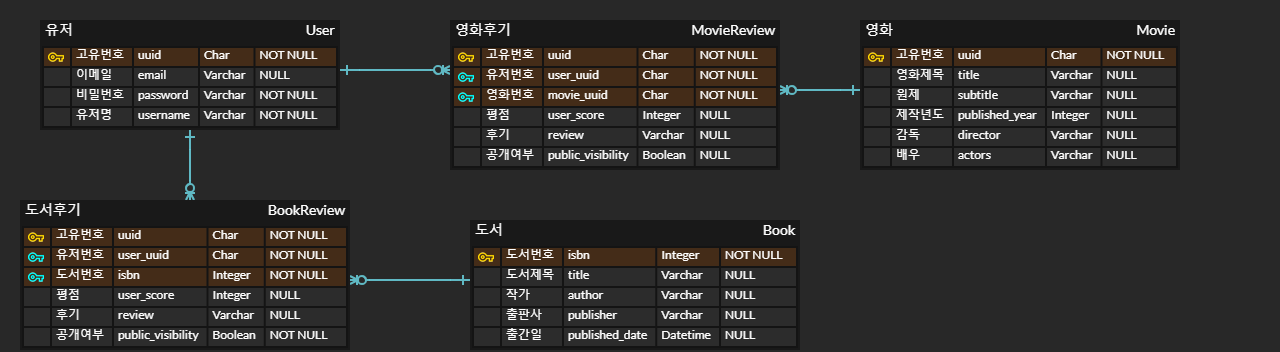 유저 User
고유번호 uuid Char NOT NULL
이메일 email Varchar NULL
비밀번호 password Varchar NOT NULL
유저명 username Varchar NOT NULL
영화후기 MovieReview
고유번호 uuid Char NOT NULL
유저번호 user_uuid Char NOT NULL
영화번호 movie_uuid Char NOT NULL
평점 user_score Integer NULL
후기 review Varchar NULL
공개여부 public_visibility Boolean NULL
영화 Movie
고유번호 uuid Char NOT NULL
영화제목 title Varchar NULL
원제 subtitle Varchar NULL
제작년도 published_year Integer NULL
감독 director Varchar NULL
배우 actors Varchar NULL
도서후기 BookReview
고유번호 uuid Char NOT NULL
유저번호 user_uuid Char NOT NULL
도서번호 isbn Integer NOT NULL
평점 user_score Integer NULL
후기 review Varchar NULL
공개여부 public_visibility Boolean NOT NULL
도서 Book
도서번호 isbn Integer NOT NULL
도서제목 title Varchar NULL
작가 author Varchar NULL
출판사 publisher Varchar NULL
출간일 published_date Datetime NULL